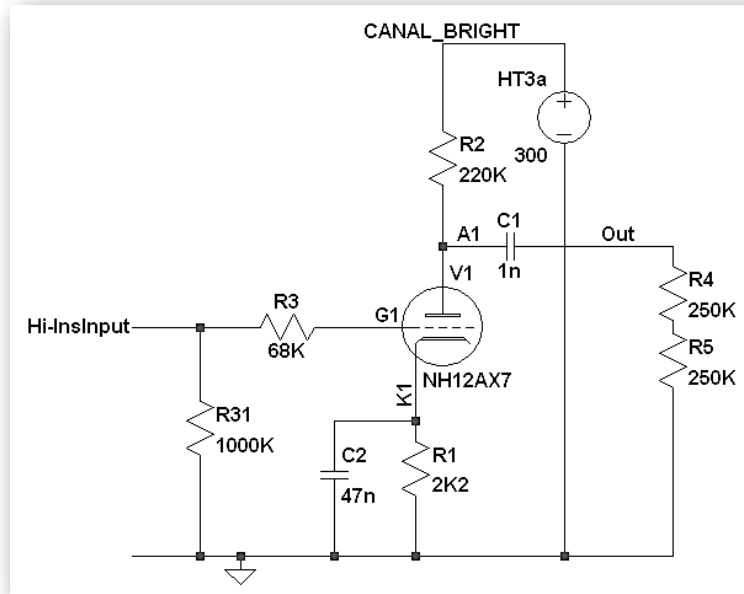 CANAL_BRIGHT
HT3a
+
–
300
R2
220K
A1
C1
1n
Out
V1
R4
250K
R3
68K
G1
Hi-InsInput
R5
250K
NH12AX7
K1
R31
1000K
C2
47n
R1
2K2